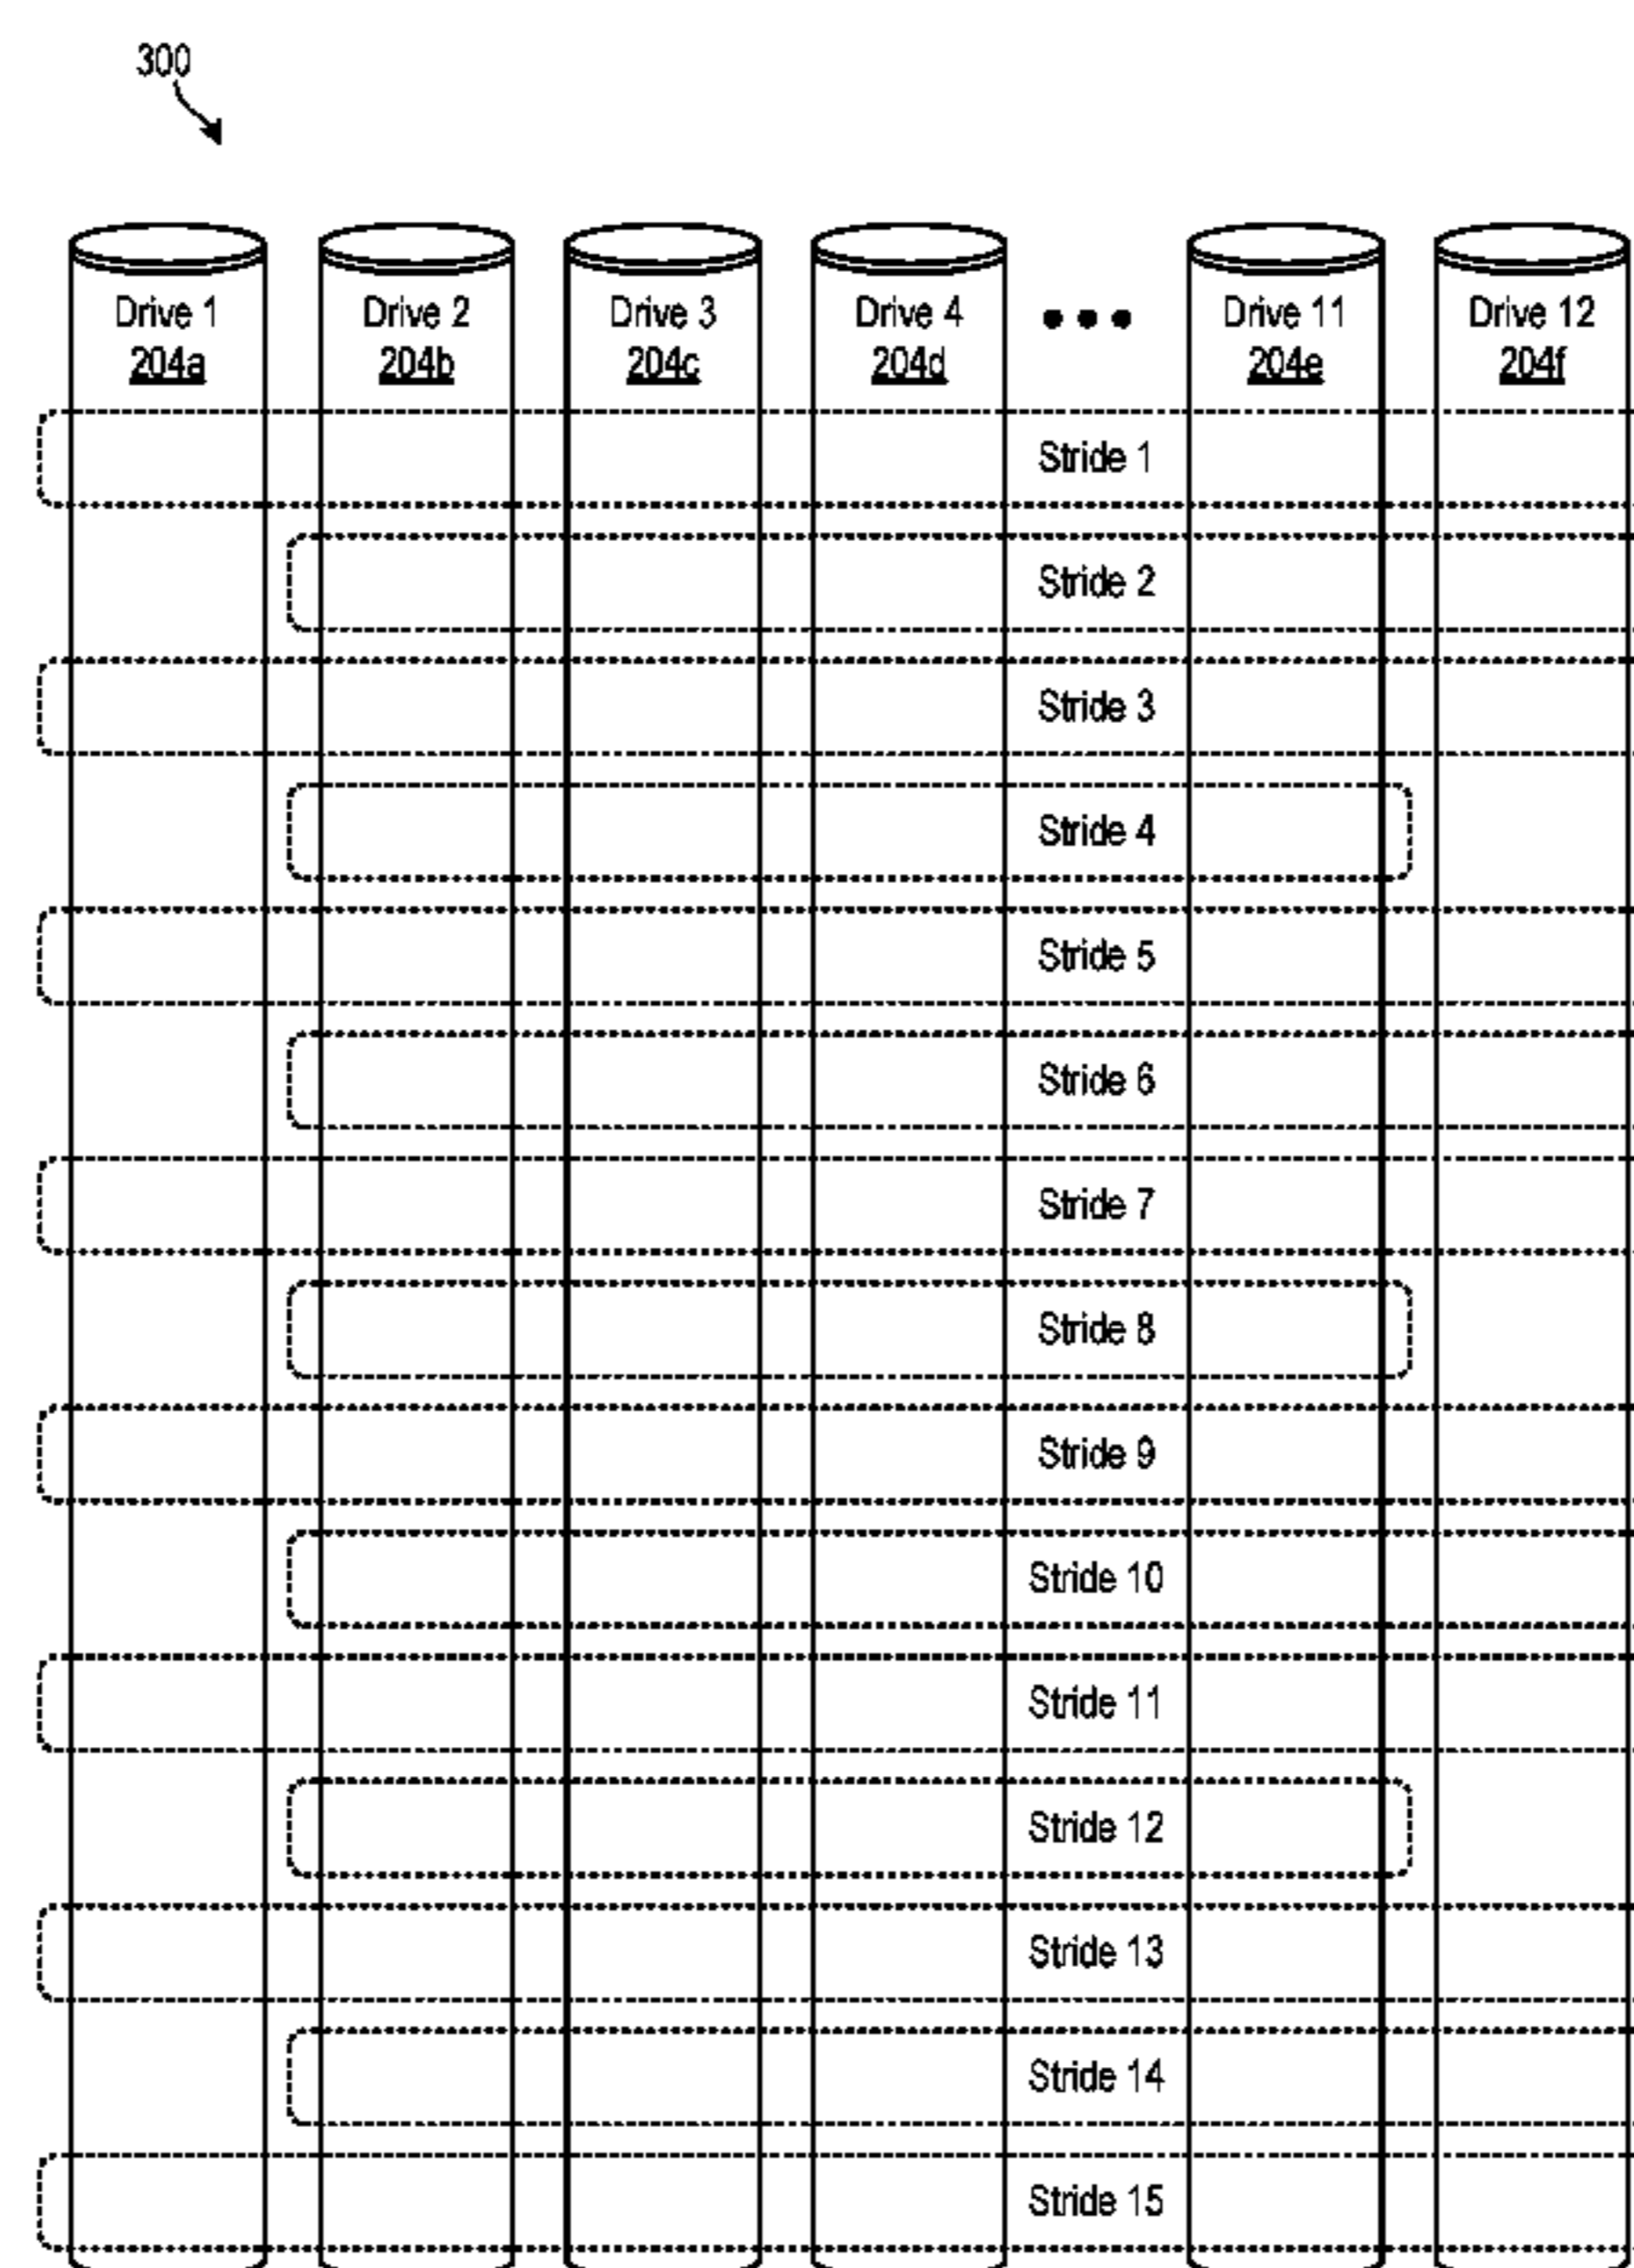 300
Drive 1 Drive 2 Drive 3 Drive 4 ••• Drive 11 Drive 12
204a 204b 204c 204d 204e 204f
Stride 1
Stride 2
Stride 3
Stride 4
Stride 5
Stride 6
Stride 7
Stride 8
Stride 9
Stride 10
Stride 11
Stride 12
Stride 13
Stride 14
Stride 15